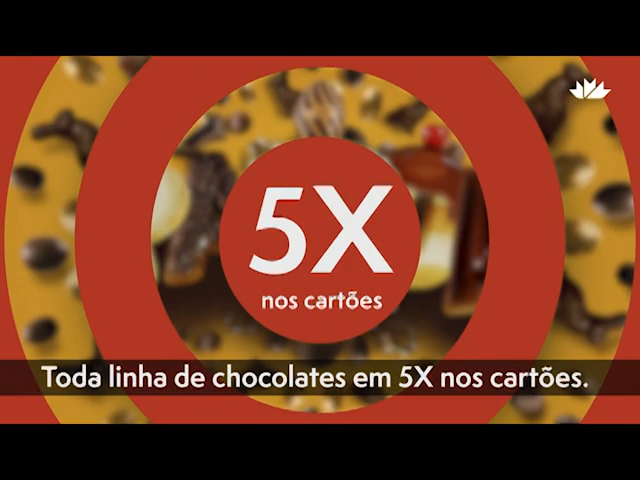 5X
nos cartões
Toda linha de chocolates em 5X nos cartões.